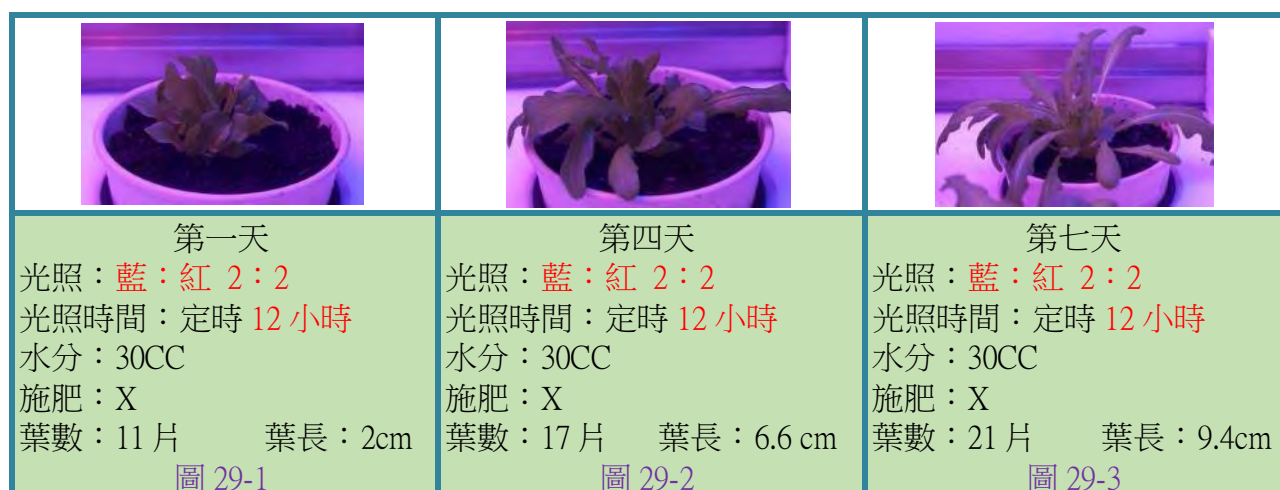 第一天
光照：藍：紅 2：2
光照時間：定時 12 小時
水分：30CC
施肥：X
葉數：11 片 葉長：2cm
圖 29-1
第四天
光照：藍：紅 2：2
光照時間：定時 12 小時
水分：30CC
施肥：X
葉數：17 片 葉長：6.6 cm
圖 29-2
第七天
光照：藍：紅 2：2
光照時間：定時 12 小時
水分：30CC
施肥：X
葉數：21 片 葉長：9.4cm
圖 29-3